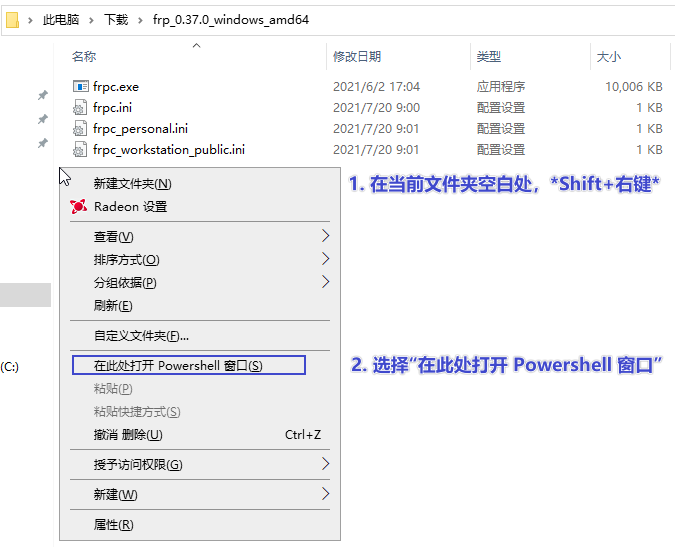 此电脑 > 下载 > frp_0.37.0_windows_amd64
名称 修改日期 类型 大小
frpc.exe 2021/6/2 17:04 应用程序 10,006 KB
frpc.ini 2021/7/20 9:00 配置设置 1 KB
frpc_personal.ini 2021/7/20 9:01 配置设置 1 KB
frpc_workstation_public.ini 2021/7/20 9:01 配置设置 1 KB
新建文件夹(N)
1. 在当前文件夹空白处，*Shift+右键*
Radeon 设置
查看(V)
排序方式(O)
分组依据(P)
刷新(E)
自定义文件夹(F)...
(C:)
在此处打开 Powershell 窗口(S)
2. 选择“在此处打开 Powershell 窗口”
粘贴(P)
粘贴快捷方式(S)
撤消 删除(U) Ctrl+Z
授予访问权限(G)
新建(W)
属性(R)